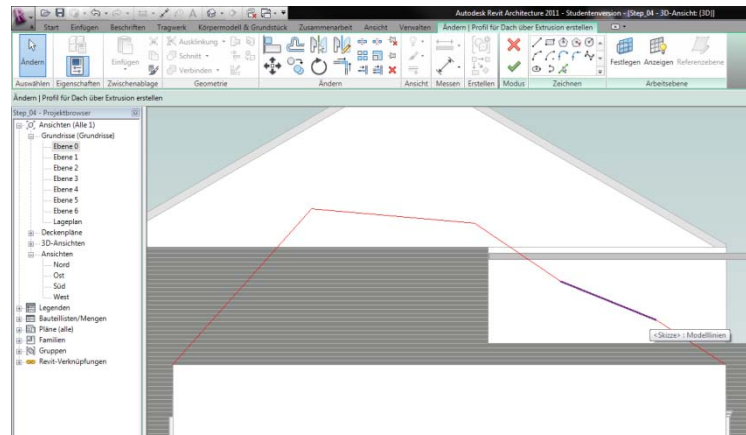 Autodesk Revit Architecture 2011 - Studentenversion - [Step_04 - 3D-Ansicht: {3D}]
Start Einfügen Beschriften Tragwerk Körpermodell & Grundstück Zusammenarbeit Ansicht Verwalten Ändern | Profil für Dach über Extrusion erstellen
Ausklinkung
Schnitt
Ändern Einfügen Verbinden Festlegen Anzeigen Referenzebene
Auswählen Eigenschaften Zwischenablage Geometrie Ändern Ansicht Messen Erstellen Modus Zeichnen Arbeitsebene
Ändern | Profil für Dach über Extrusion erstellen
Step_04 - Projektbrowser
Ansichten (Alle 1)
Grundrisse (Grundrisse)
Ebene 0
Ebene 1
Ebene 2
Ebene 3
Ebene 4
Ebene 5
Ebene 6
Lageplan
Deckenpläne
3D-Ansichten
Ansichten
Nord
Ost
Süd
West
Legenden
Bauteillisten/Mengen
Pläne (alle)
Familien
Gruppen
Revit-Verknüpfungen
<Skizze> : Modelllinien